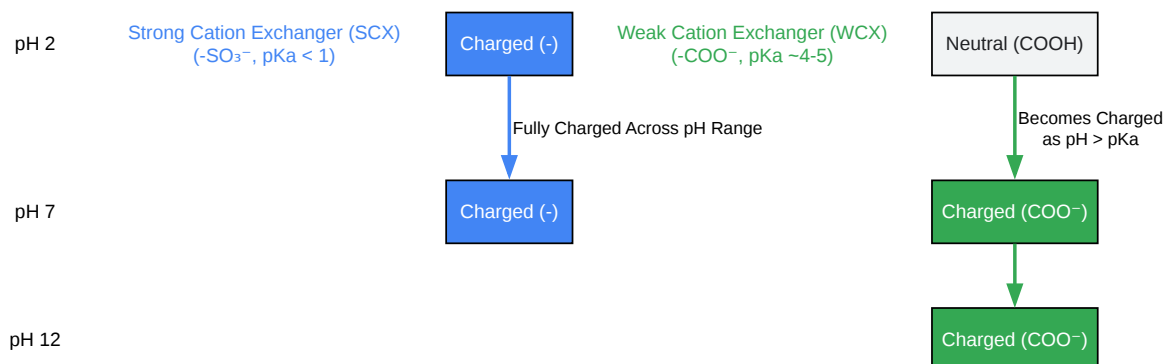 pH 2
Strong Cation Exchanger (SCX)
(-SO₃⁻, pKa < 1)
Charged (-)
Weak Cation Exchanger (WCX)
(-COO⁻, pKa ~4-5)
Neutral (COOH)
Fully Charged Across pH Range
Becomes Charged
as pH > pKa
pH 7
Charged (-)
Charged (COO⁻)
pH 12
Charged (COO⁻)